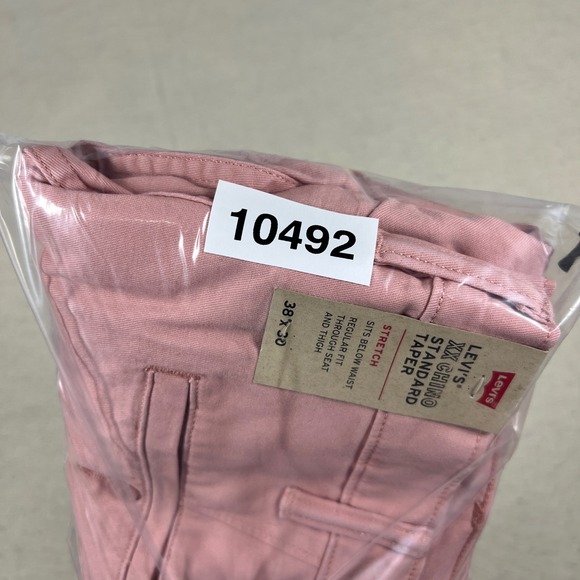 10492
Levi's
LEVI'S®
XX CHINO
STANDARD
TAPER
STRETCH
SITS BELOW WAIST,
REGULAR FIT
THROUGH SEAT
AND THIGH
38 x 30